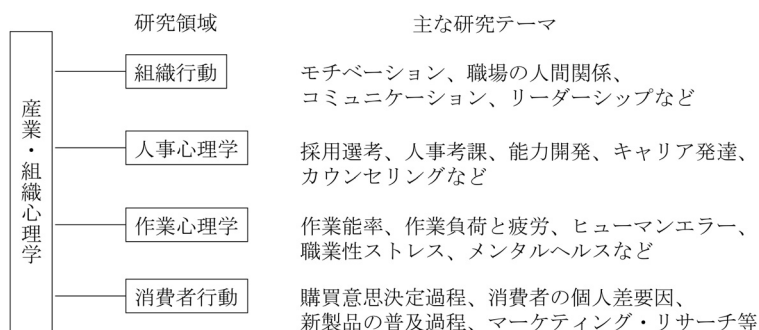 研究領域
主な研究テーマ
産業・組織心理学
組織行動
モチベーション、職場の人間関係、
コミュニケーション、リーダーシップなど
人事心理学
採用選考、人事考課、能力開発、キャリア発達、
カウンセリングなど
作業心理学
作業能率、作業負荷と疲労、ヒューマンエラー、
職業性ストレス、メンタルヘルスなど
消費者行動
購買意思決定過程、消費者の個人差要因、
新製品の普及過程、マーケティング・リサーチ等